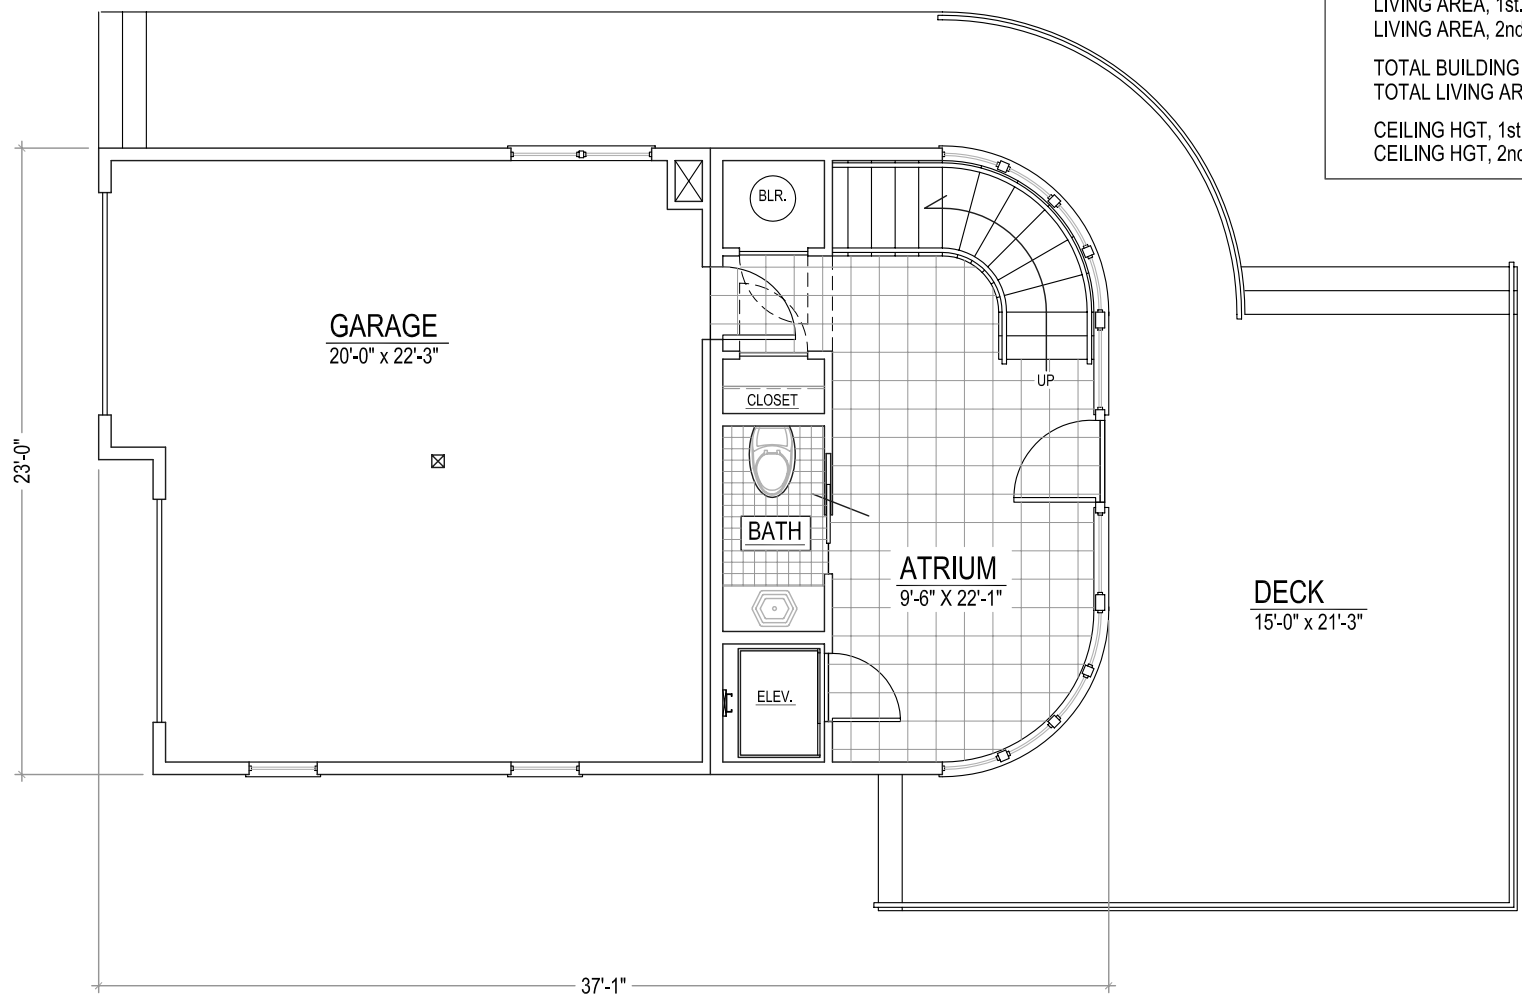 LIVING AREA, 1st.
LIVING AREA, 2nd
TOTAL BUILDING
TOTAL LIVING AR
CEILING HGT, 1st
CEILING HGT, 2nd
BLR.
GARAGE
20'-0" x 22'-3"
UP
CLOSET
23'-0"
BATH
ATRIUM
9'-6" X 22'-1"
DECK
15'-0" x 21'-3"
ELEV.
37'-1"